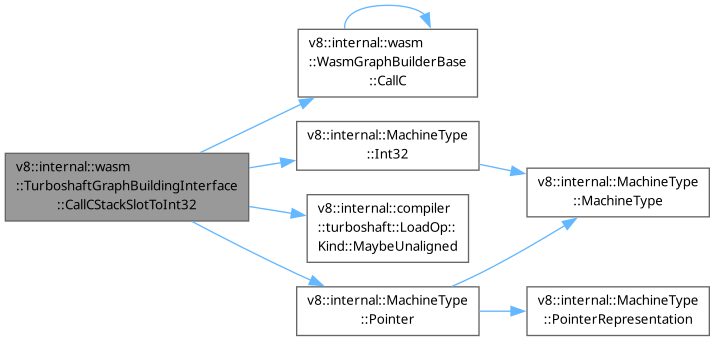 v8::internal::wasm
::WasmGraphBuilderBase
::CallC
v8::internal::wasm
::TurboshaftGraphBuildingInterface
::CallCStackSlotToInt32
v8::internal::MachineType
::Int32
v8::internal::compiler
::turboshaft::LoadOp::
Kind::MaybeUnaligned
v8::internal::MachineType
::Pointer
v8::internal::MachineType
::MachineType
v8::internal::MachineType
::PointerRepresentation